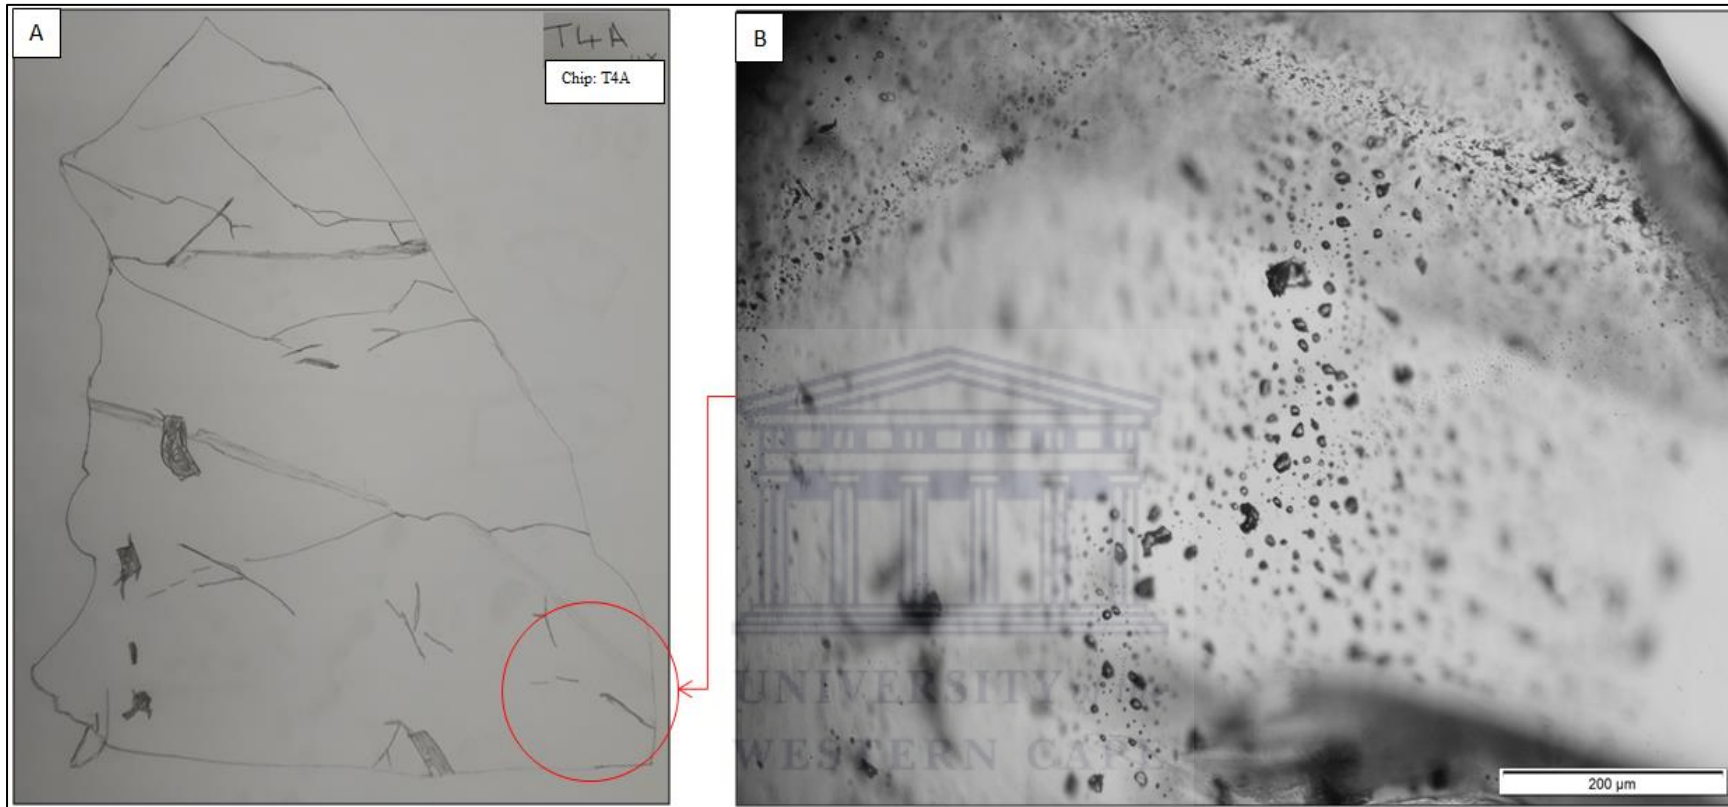 A
T4A
Chip: T4A
B
UNIVERSITY
WESTERN CAPE
200 µm